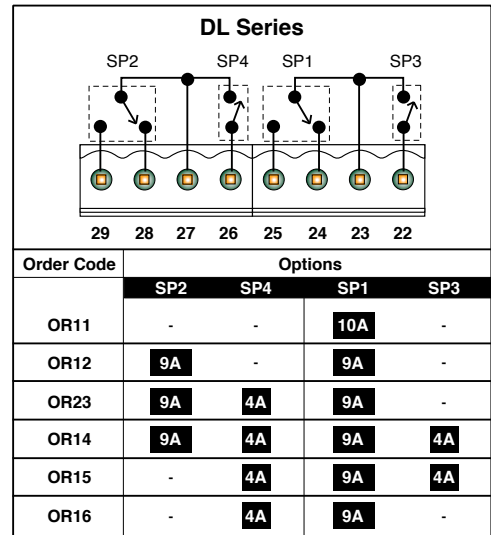 DL Series
SP2 SP4 SP1 SP3
29 28 27 26 25 24 23 22
Order Code Options
SP2 SP4 SP1 SP3
OR11 - - 10A -
OR12 9A - 9A -
OR23 9A 4A 9A -
OR14 9A 4A 9A 4A
OR15 - 4A 9A 4A
OR16 - 4A 9A